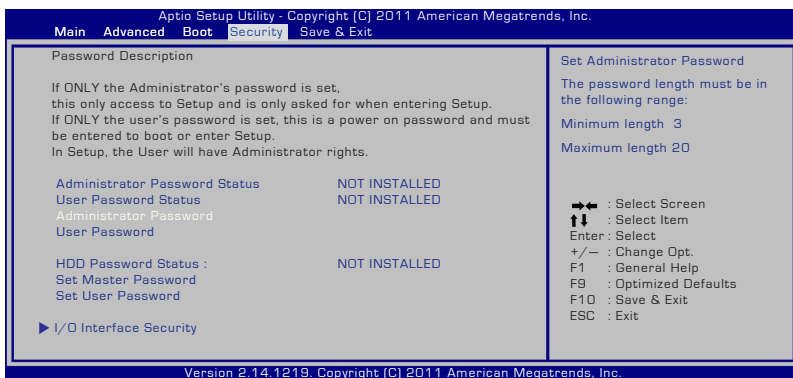 Aptio Setup Utility - Copyright (C) 2011 American Megatrends, Inc.
Main Advanced Boot Security Save & Exit
Password Description
If ONLY the Administrator's password is set,
this only access to Setup and is only asked for when entering Setup.
If ONLY the user's password is set, this is a power on password and must
be entered to boot or enter Setup.
In Setup, the User will have Administrator rights.
Administrator Password Status NOT INSTALLED
User Password Status NOT INSTALLED
Administrator Password
User Password
HDD Password Status : NOT INSTALLED
Set Master Password
Set User Password
I/O Interface Security
Set Administrator Password
The password length must be in
the following range:
Minimum length 3
Maximum length 20
→← : Select Screen
↑↓ : Select Item
Enter : Select
+/— : Change Opt.
F1 : General Help
F9 : Optimized Defaults
F10 : Save & Exit
ESC : Exit
Version 2.14.1219. Copyright (C) 2011 American Megatrends, Inc.